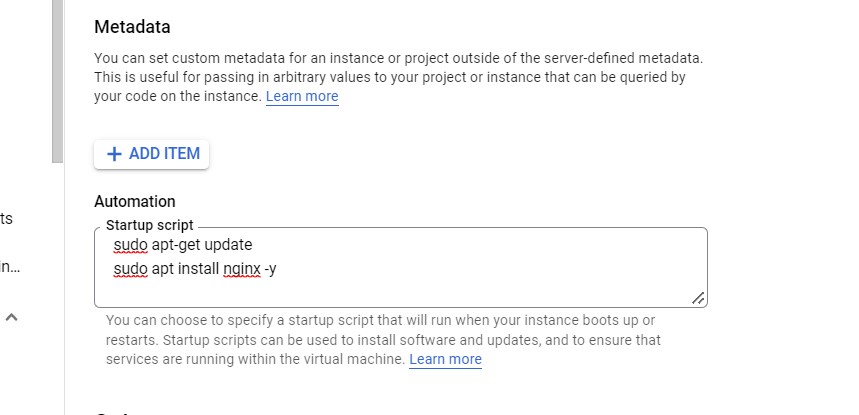 Metadata
You can set custom metadata for an instance or project outside of the server-defined metadata.
This is useful for passing in arbitrary values to your project or instance that can be queried by
your code on the instance. Learn more
+ ADD ITEM
Automation
Startup script
sudo apt-get update
sudo apt install nginx -y
ts
in...
You can choose to specify a startup script that will run when your instance boots up or
restarts. Startup scripts can be used to install software and updates, and to ensure that
services are running within the virtual machine. Learn more